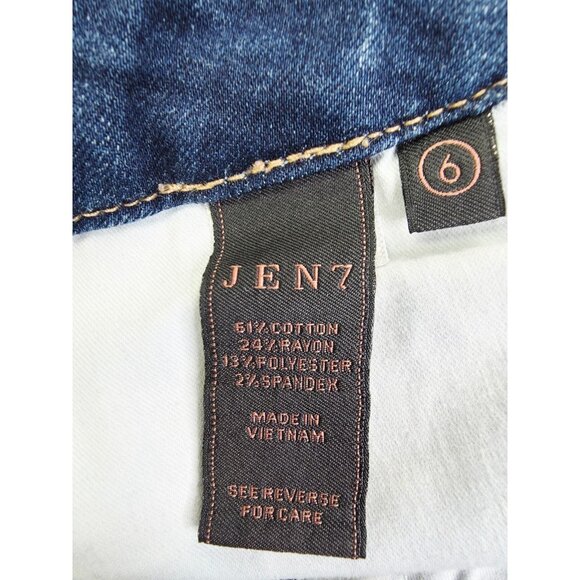 6
JEN7
61% COTTON
24% RAYON
13% POLYESTER
2% SPANDEX
MADE IN
VIETNAM
SEE REVERSE
FOR CARE